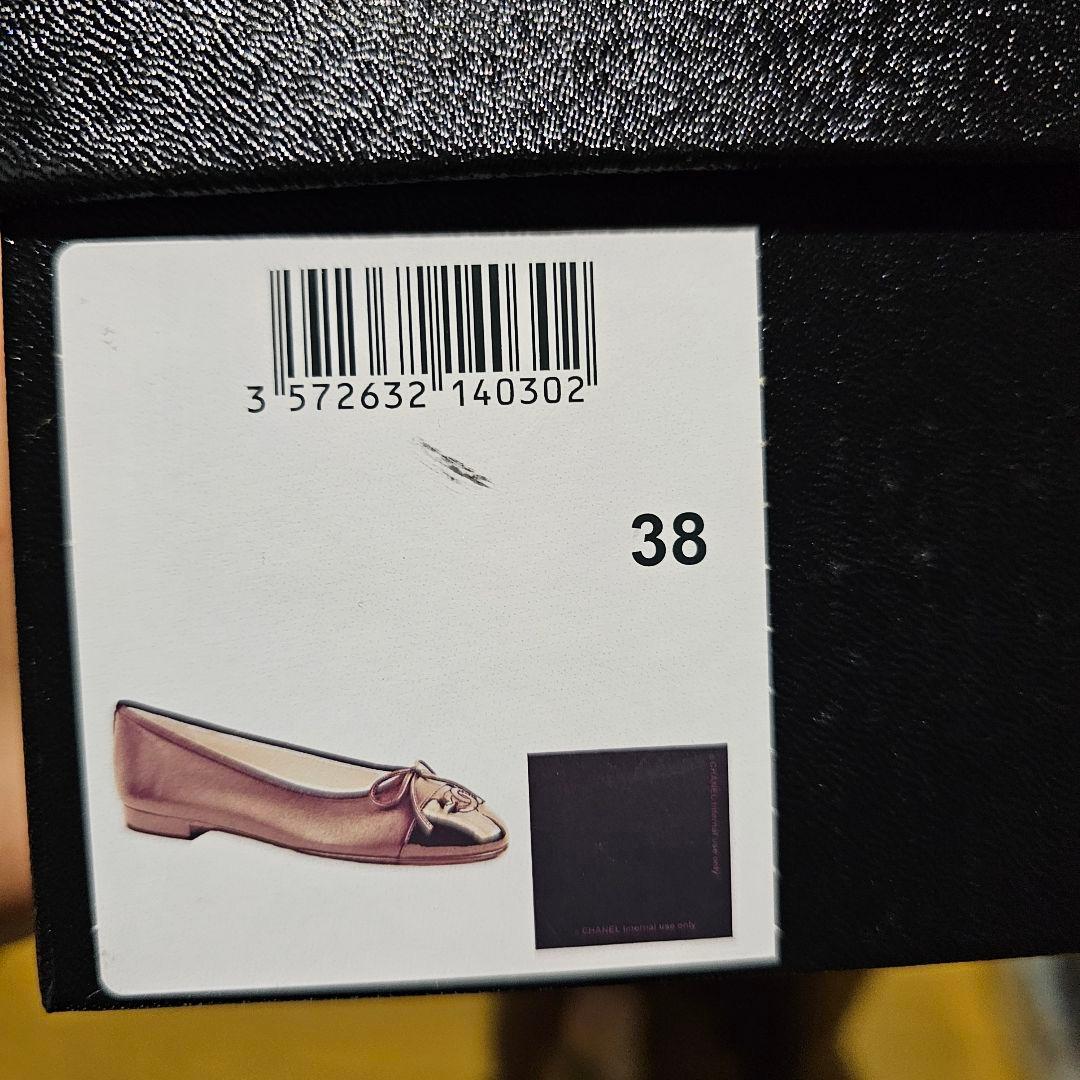 3 572632 140302
38
CHANEL Internal use only
CHANEL Internal use only